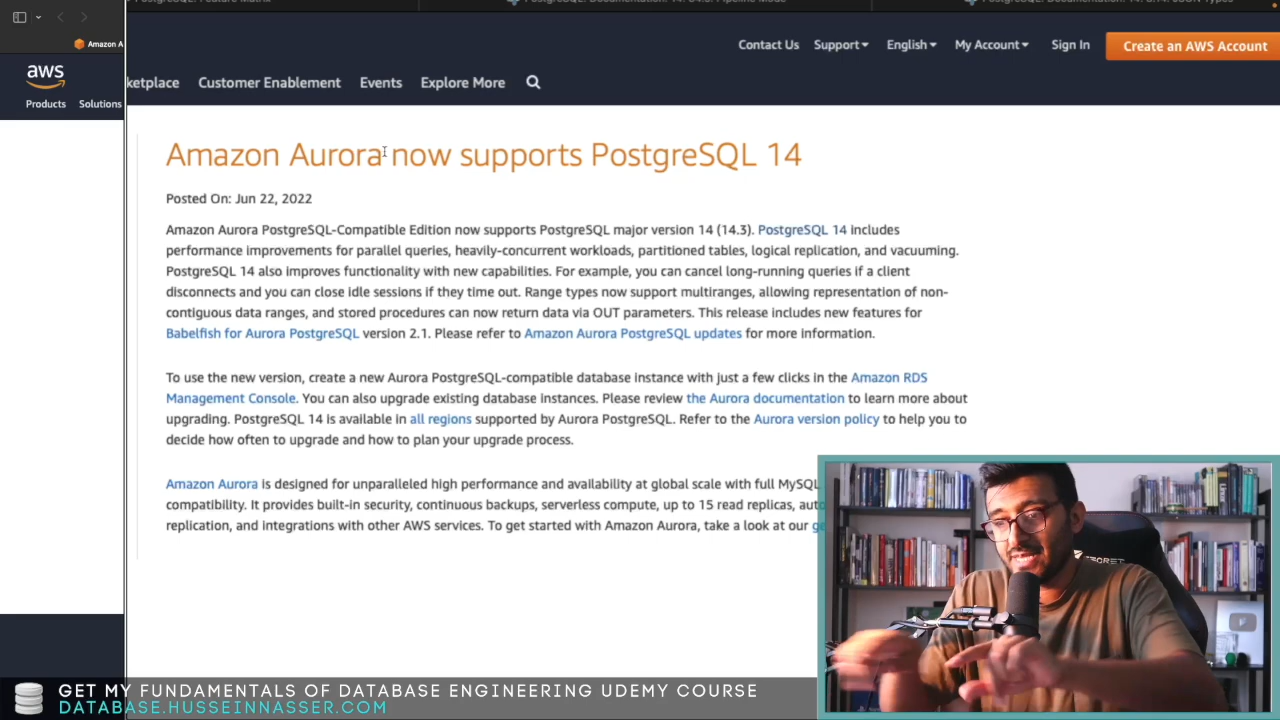 Contact Us Support English My Account Sign In Create an AWS Account
Amazon A
aws
ketplace Customer Enablement Events Explore More
Products Solutions
Amazon Aurora now supports PostgreSQL 14
Posted On: Jun 22, 2022
Amazon Aurora PostgreSQL-Compatible Edition now supports PostgreSQL major version 14 (14.3). PostgreSQL 14 includes
performance improvements for parallel queries, heavily-concurrent workloads, partitioned tables, logical replication, and vacuuming.
PostgreSQL 14 also improves functionality with new capabilities. For example, you can cancel long-running queries if a client
disconnects and you can close idle sessions if they time out. Range types now support multiranges, allowing representation of non-
contiguous data ranges, and stored procedures can now return data via OUT parameters. This release includes new features for
Babelfish for Aurora PostgreSQL version 2.1. Please refer to Amazon Aurora PostgreSQL updates for more information.
To use the new version, create a new Aurora PostgreSQL-compatible database instance with just a few clicks in the Amazon RDS
Management Console. You can also upgrade existing database instances. Please review the Aurora documentation to learn more about
upgrading. PostgreSQL 14 is available in all regions supported by Aurora PostgreSQL. Refer to the Aurora version policy to help you to
decide how often to upgrade and how to plan your upgrade process.
Amazon Aurora is designed for unparalleled high performance and availability at global scale with full MySQL
compatibility. It provides built-in security, continuous backups, serverless compute, up to 15 read replicas, auto
replication, and integrations with other AWS services. To get started with Amazon Aurora, take a look at our ge
GET MY FUNDAMENTALS OF DATABASE ENGINEERING UDEMY COURSE
DATABASE.HUSSEINNASSER.COM